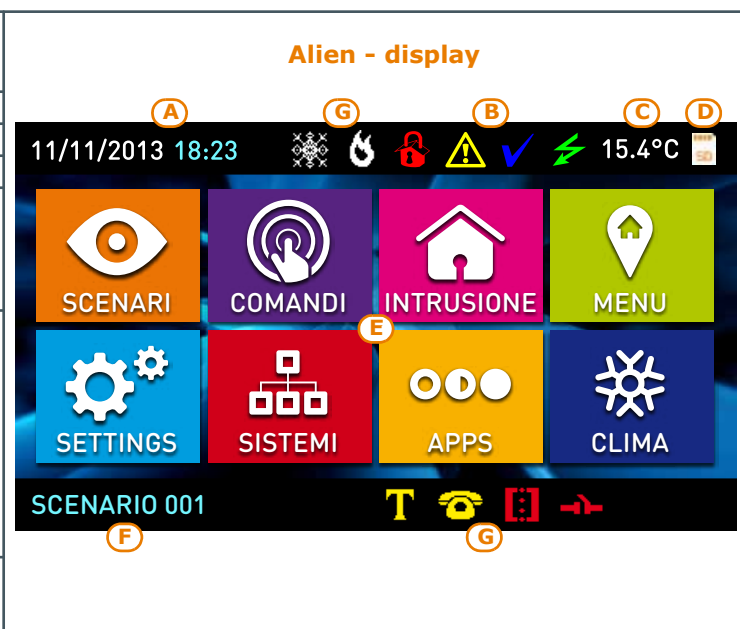 Alien - display
A G B C D
11/11/2013 18:23 15.4°C SD
SCENARI COMANDI INTRUSIONE MENU
E
SETTINGS SISTEMI APPS CLIMA
SCENARIO 001 T
F G